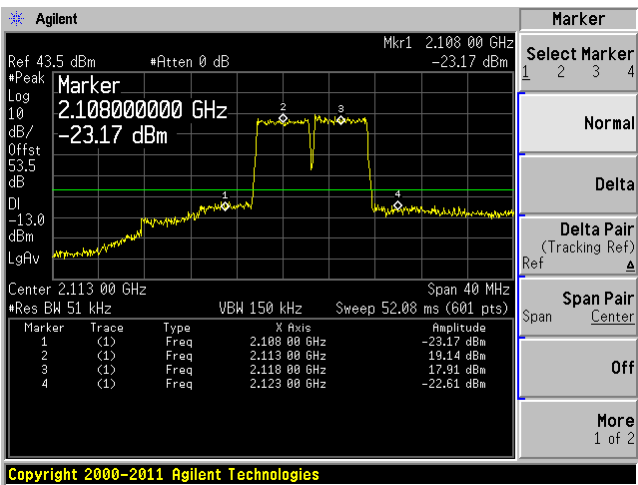 Agilent
Marker
Mkr1 2.108 00 GHz
Ref 43.5 dBm #Atten 0 dB -23.17 dBm
#Peak
Log
10
dB/
Offst
53.5
dB
DI
-13.0
dBm
LgAv
Marker
2.108000000 GHz
-23.17 dBm
1
2
3
4
Center 2.113 00 GHz Span 40 MHz
#Res BW 51 kHz VBW 150 kHz Sweep 52.08 ms (601 pts)
Marker Trace Type X Axis Amplitude
1 (1) Freq 2.108 00 GHz -23.17 dBm
2 (1) Freq 2.113 00 GHz 19.14 dBm
3 (1) Freq 2.118 00 GHz 17.91 dBm
4 (1) Freq 2.123 00 GHz -22.61 dBm
Select Marker
1 2 3 4
Normal
Delta
Delta Pair
(Tracking Ref)
Ref Δ
Span Pair
Span Center
Off
More
1 of 2
Copyright 2000-2011 Agilent Technologies